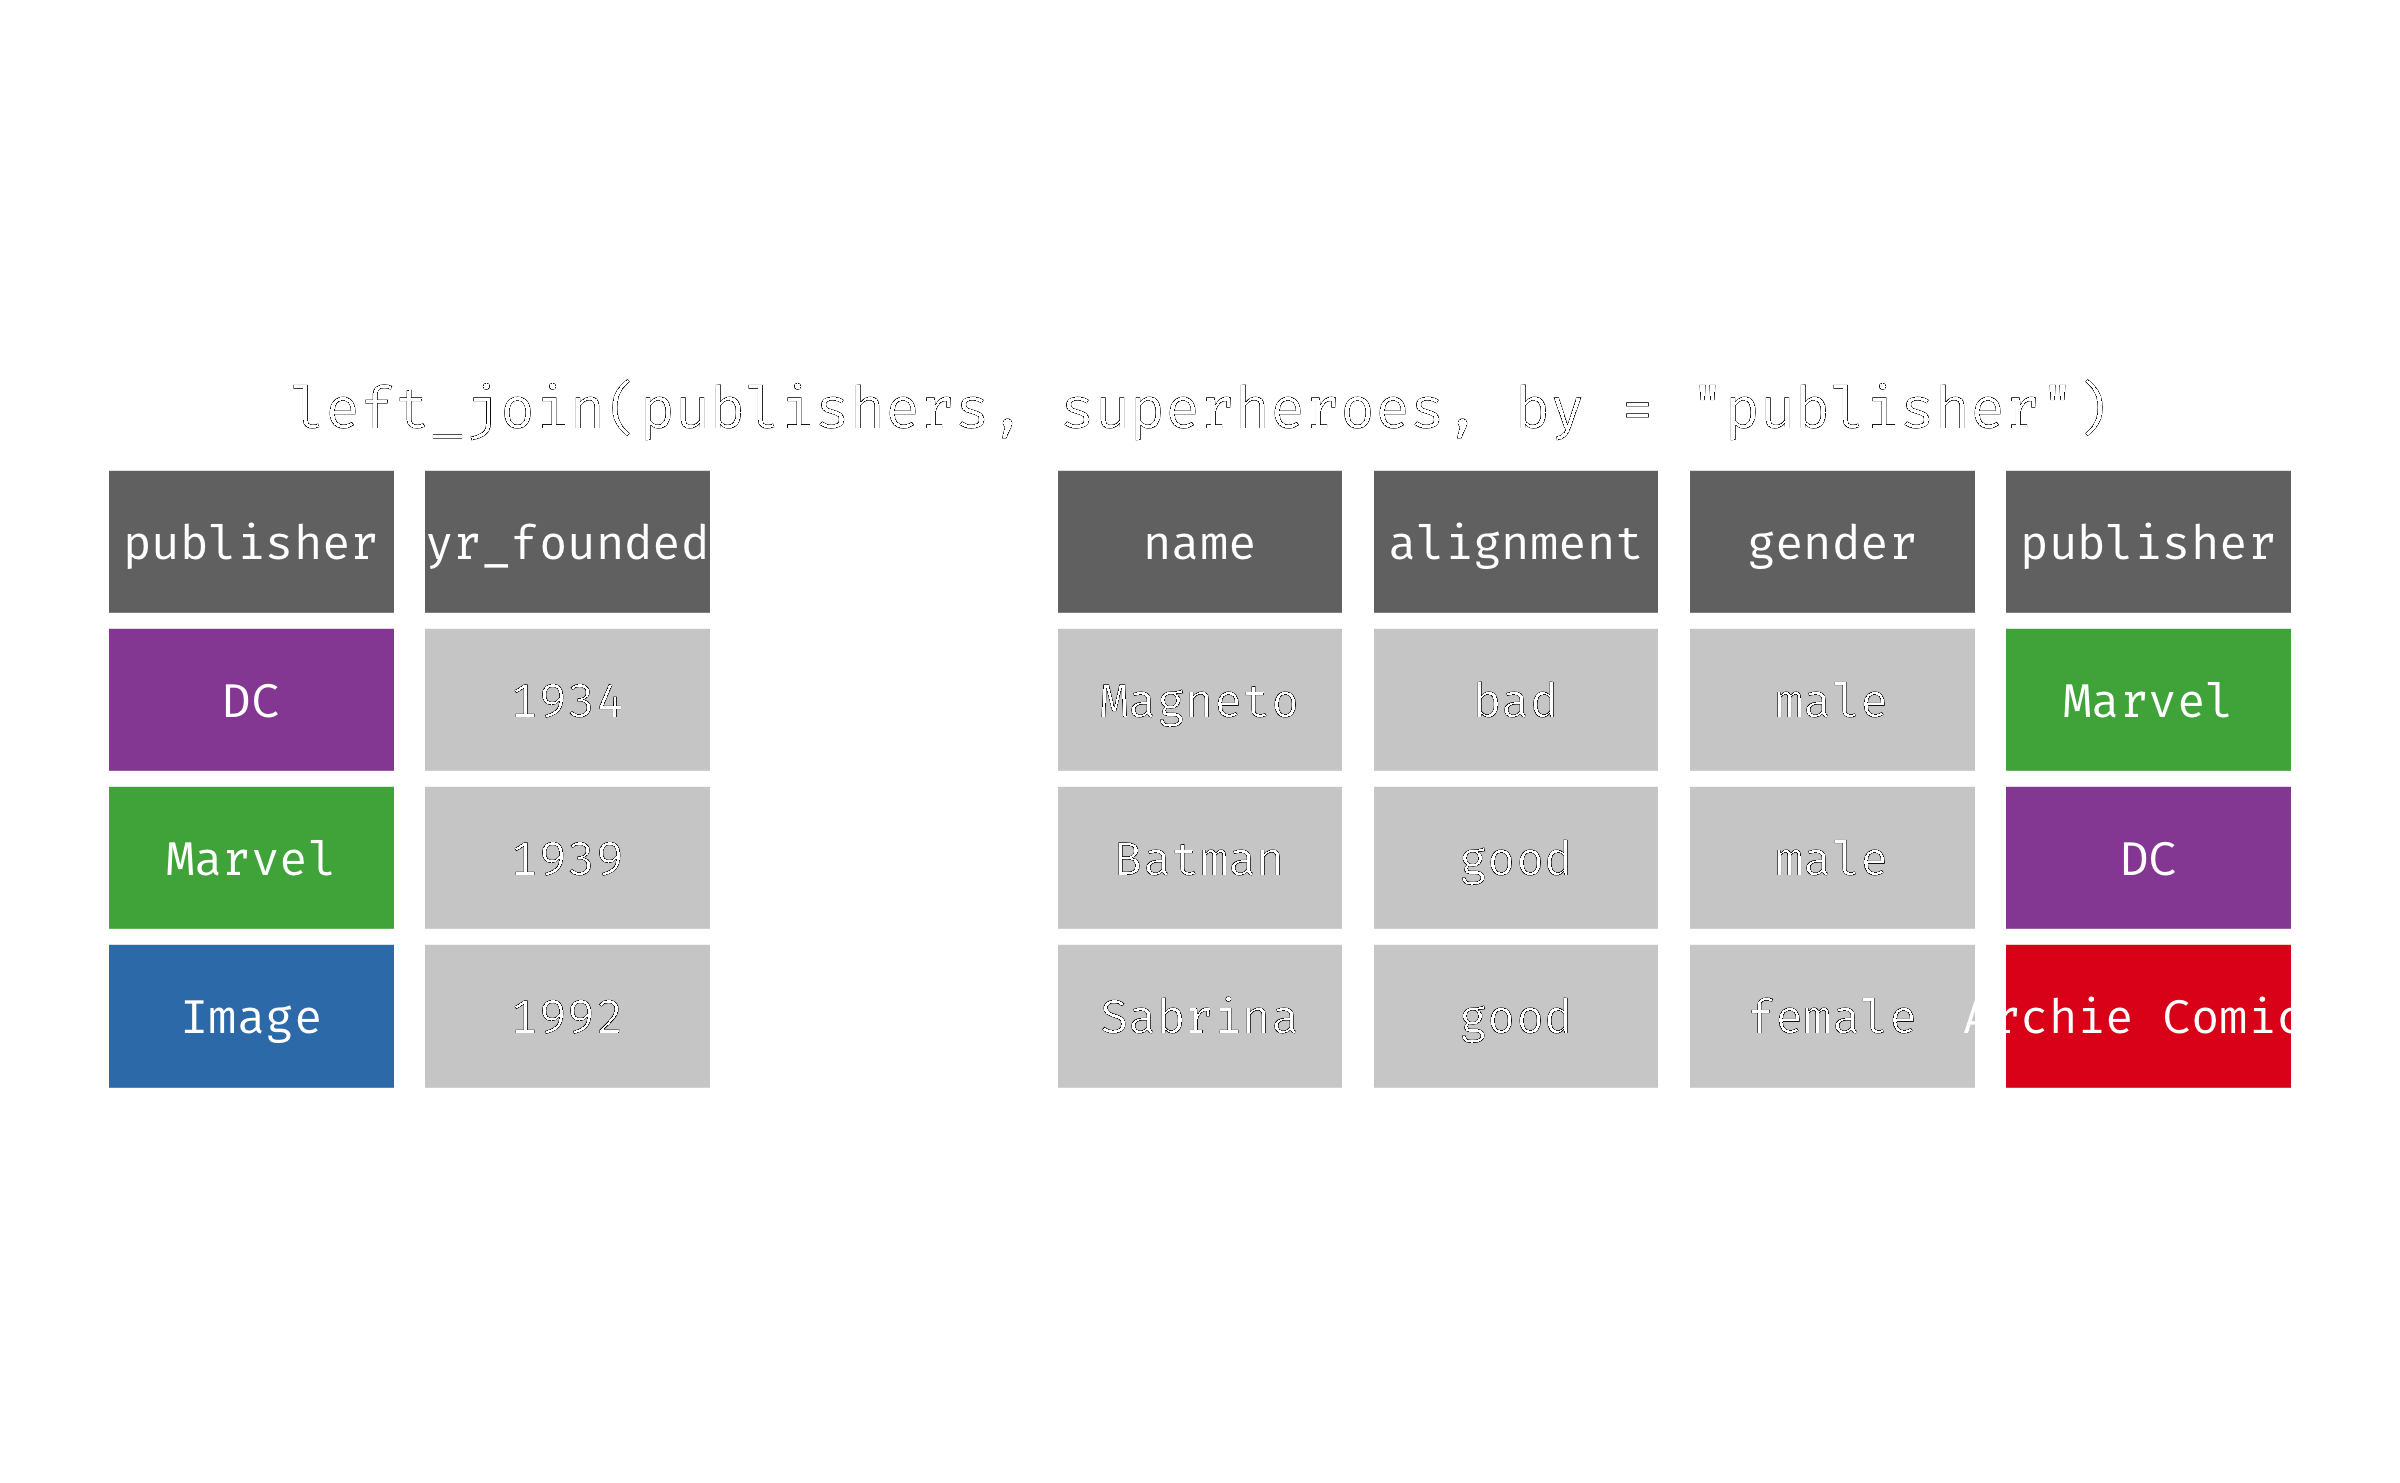 left_join(publishers, superheroes, by = "publisher")
publisher yr_founded name alignment gender publisher
DC 1934 Magneto bad male Marvel
Marvel 1939 Batman good male DC
Image 1992 Sabrina good female Archie Comic